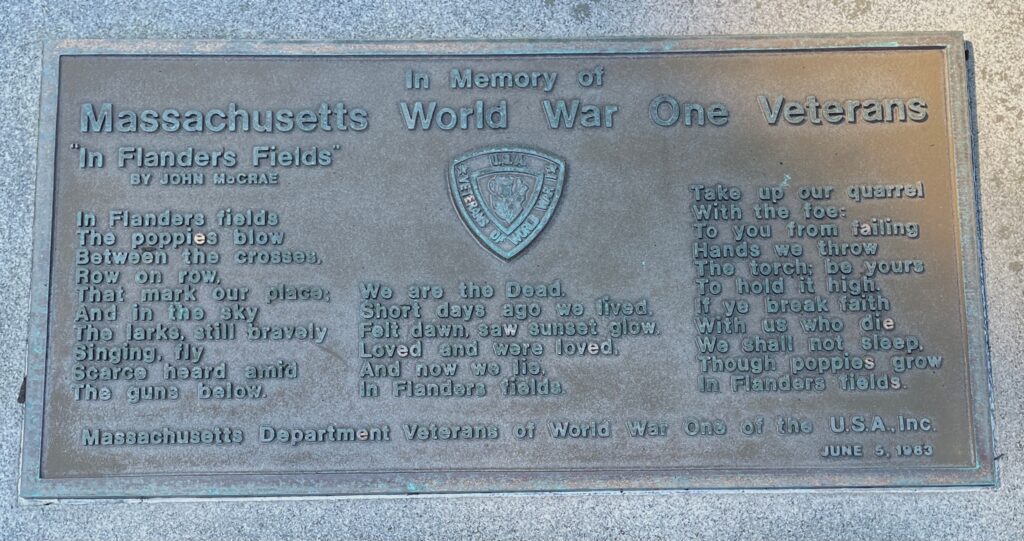 In Memory of
Massachusetts World War One Veterans
"In Flanders Fields"
BY JOHN McCRAE
In Flanders fields
The poppies blow
Between the crosses,
Row on row,
That mark our place;
And in the sky
The larks, still bravely
Singing, fly
Scarce heard amid
The guns below.
We are the Dead.
Short days ago we lived.
Felt dawn, saw sunset glow.
Loved and were loved,
And now we lie.
In Flanders fields.
Take up our quarrel
With the foe:
To you from failing
Hands we throw
The torch; be yours
To hold it high.
If ye break faith
With us who die
We shall not sleep,
Though poppies grow
In Flanders fields.
U.S.A.
VETERANS OF WORLD WAR I
Massachusetts Department Veterans of World War One of the U.S.A., Inc.
JUNE 5, 1983